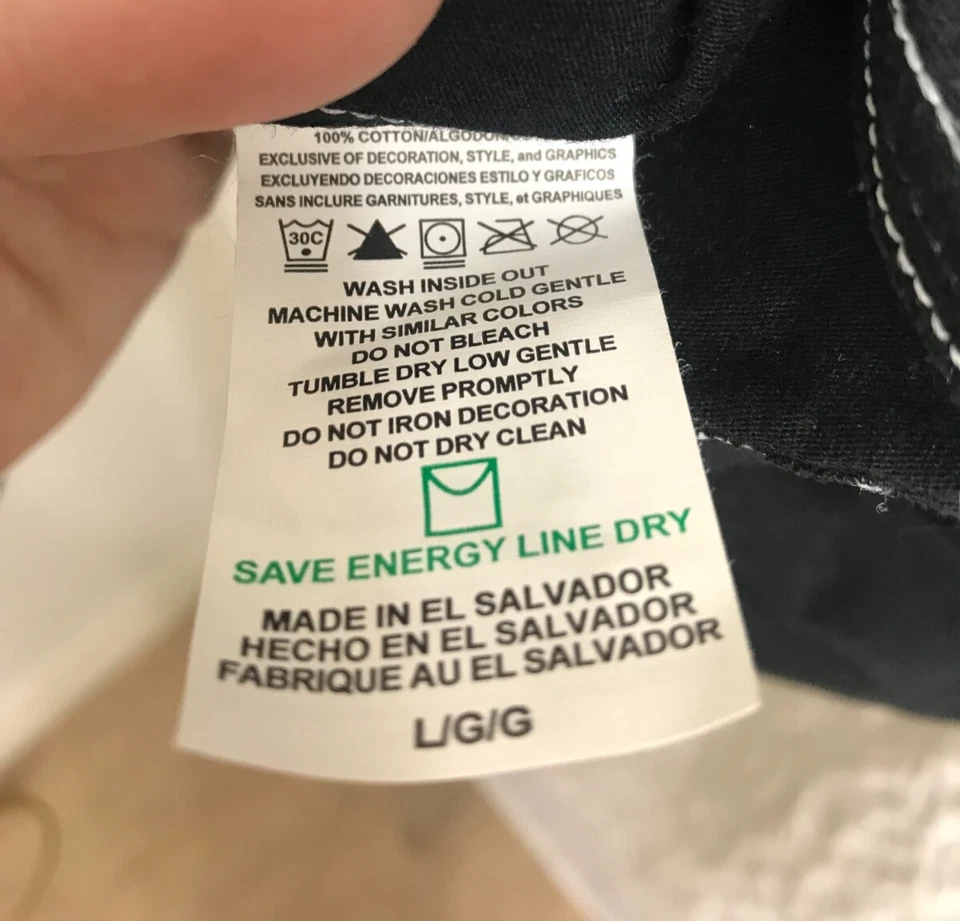 100% COTTON/ALGODON
EXCLUSIVE OF DECORATION, STYLE, and GRAPHICS
EXCLUYENDO DECORACIONES ESTILO Y GRAFICOS
SANS INCLURE GARNITURES, STYLE, et GRAPHIQUES
30C
WASH INSIDE OUT
MACHINE WASH COLD GENTLE
WITH SIMILAR COLORS
DO NOT BLEACH
TUMBLE DRY LOW GENTLE
REMOVE PROMPTLY
DO NOT IRON DECORATION
DO NOT DRY CLEAN
SAVE ENERGY LINE DRY
MADE IN EL SALVADOR
HECHO EN EL SALVADOR
FABRIQUE AU EL SALVADOR
L/G/G